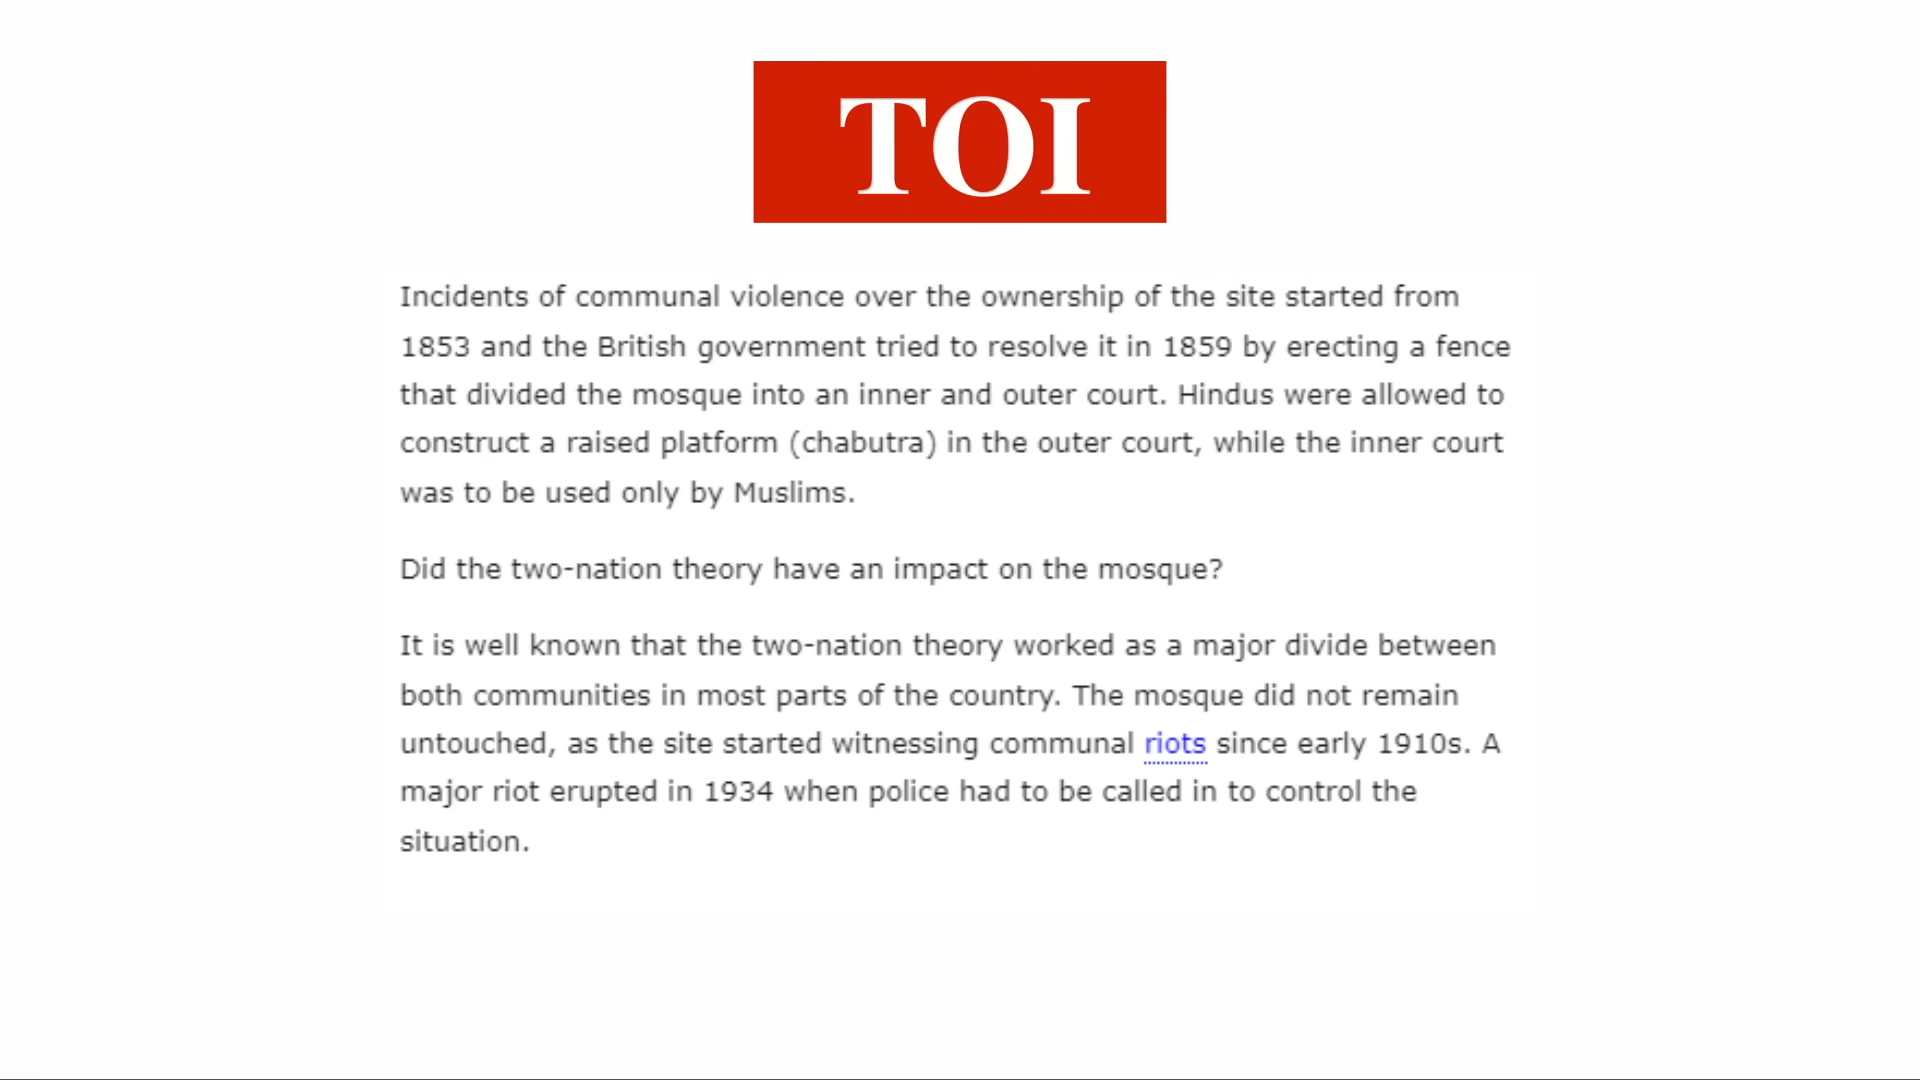 TOI
Incidents of communal violence over the ownership of the site started from
1853 and the British government tried to resolve it in 1859 by erecting a fence
that divided the mosque into an inner and outer court. Hindus were allowed to
construct a raised platform (chabutra) in the outer court, while the inner court
was to be used only by Muslims.
Did the two-nation theory have an impact on the mosque?
It is well known that the two-nation theory worked as a major divide between
both communities in most parts of the country. The mosque did not remain
untouched, as the site started witnessing communal riots since early 1910s. A
major riot erupted in 1934 when police had to be called in to control the
situation.